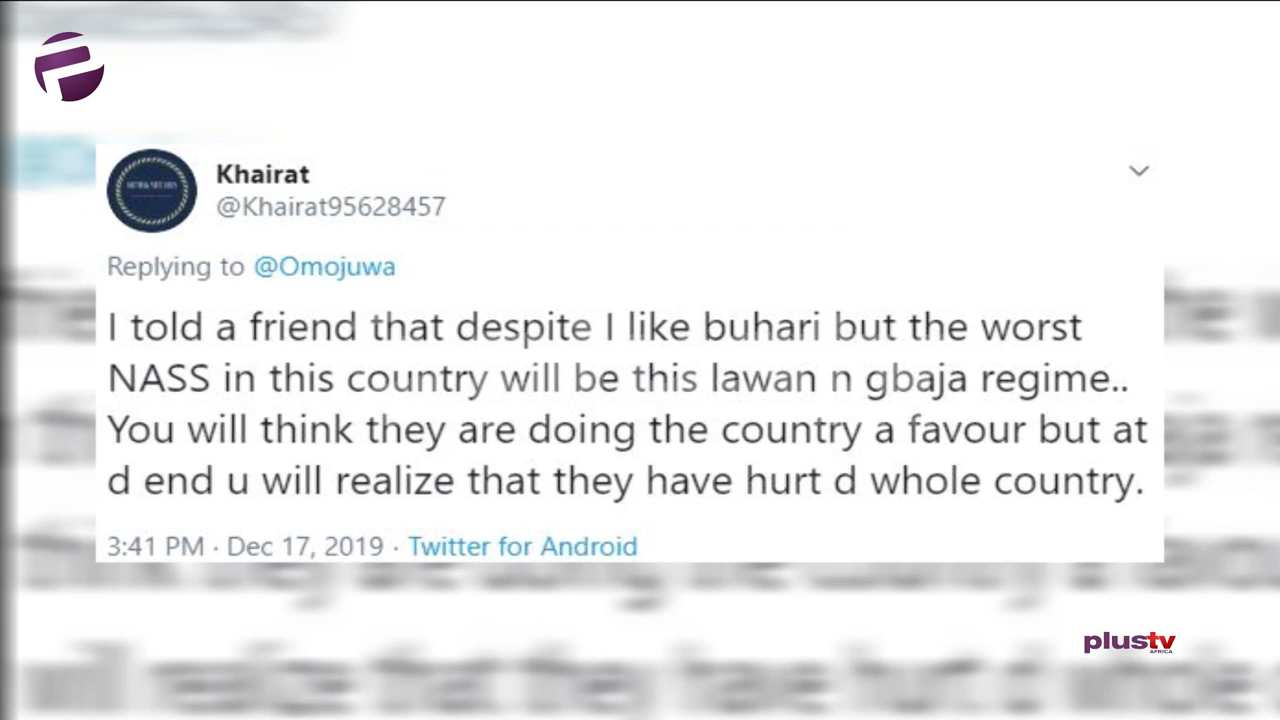 Khairat
@Khairat95628457
Replying to @Omojuwa
I told a friend that despite I like buhari but the worst
NASS in this country will be this lawan n gbaja regime..
You will think they are doing the country a favour but at
d end u will realize that they have hurt d whole country.
3:41 PM · Dec 17, 2019 · Twitter for Android
plustv
AFRICA